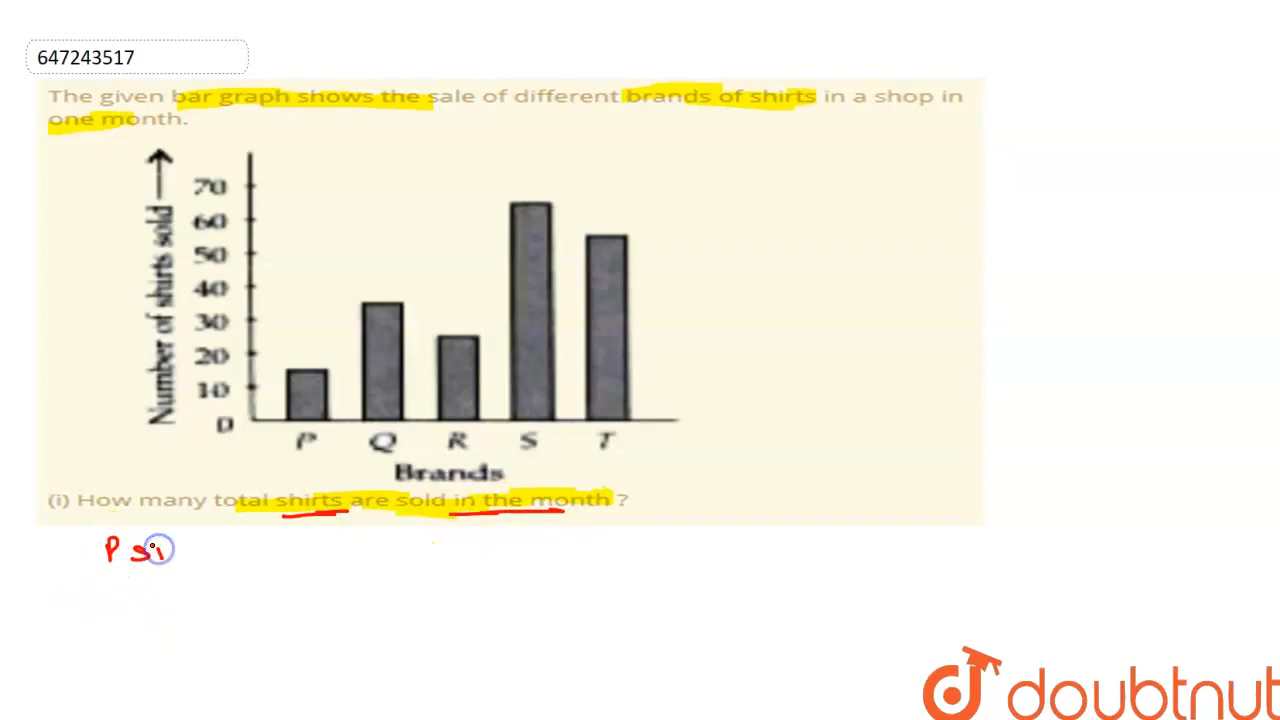 647243517
The given bar graph shows the sale of different brands of shirts in a shop in
one month.
Number of shirts sold
70
60
50
40
30
20
10
0
P Q R S T
Brands
(i) How many total shirts are sold in the month ?
P si
doubtnut